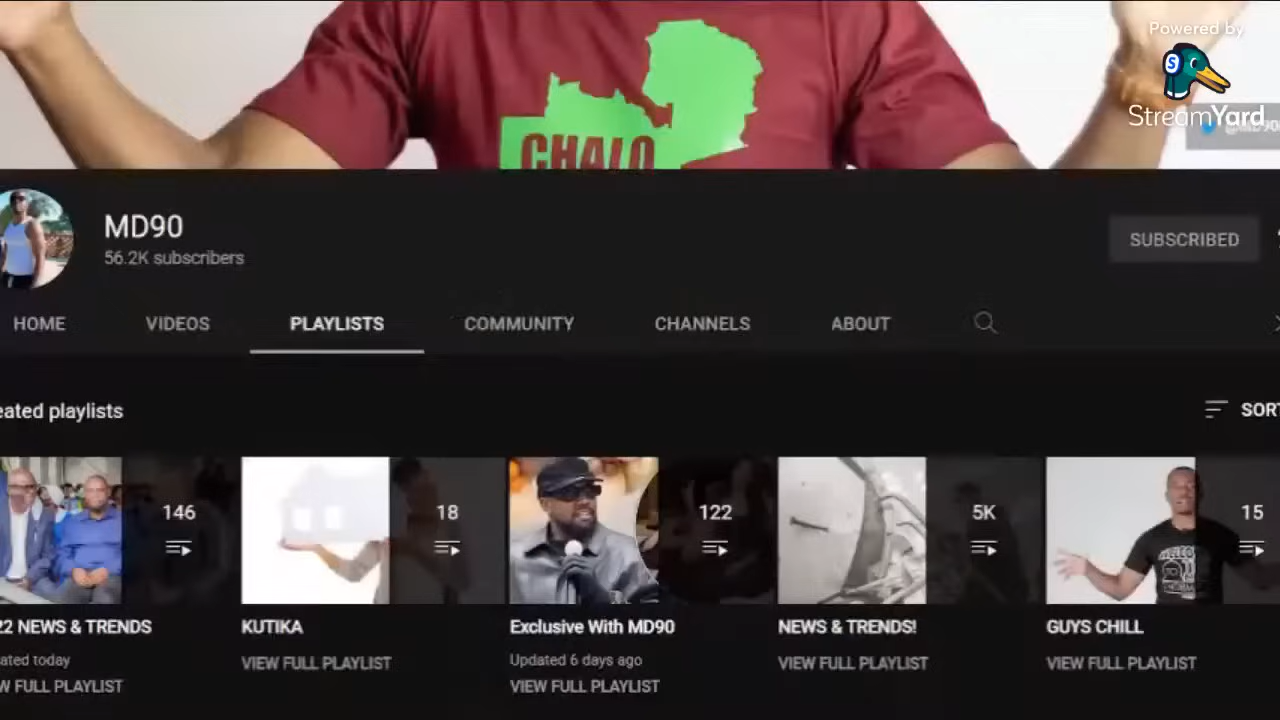 Powered by
StreamYard
CHALO
MD90
56.2K subscribers
SUBSCRIBED
HOME VIDEOS PLAYLISTS COMMUNITY CHANNELS ABOUT
eated playlists
SORT
146 18 122 5K 15
22 NEWS & TRENDS KUTIKA Exclusive With MD90 NEWS & TRENDS! GUYS CHILL
ated today VIEW FULL PLAYLIST Updated 6 days ago VIEW FULL PLAYLIST VIEW FULL PLAYLIST
W FULL PLAYLIST VIEW FULL PLAYLIST